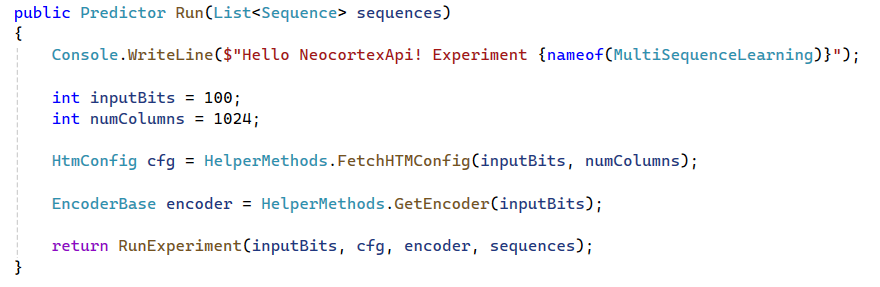 public Predictor Run(List<Sequence> sequences)
{
    Console.WriteLine($"Hello NeocortexApi! Experiment {nameof(MultiSequenceLearning)}");
    int inputBits = 100;
    int numColumns = 1024;
    HtmConfig cfg = HelperMethods.FetchHTMConfig(inputBits, numColumns);
    EncoderBase encoder = HelperMethods.GetEncoder(inputBits);
    return RunExperiment(inputBits, cfg, encoder, sequences);
}